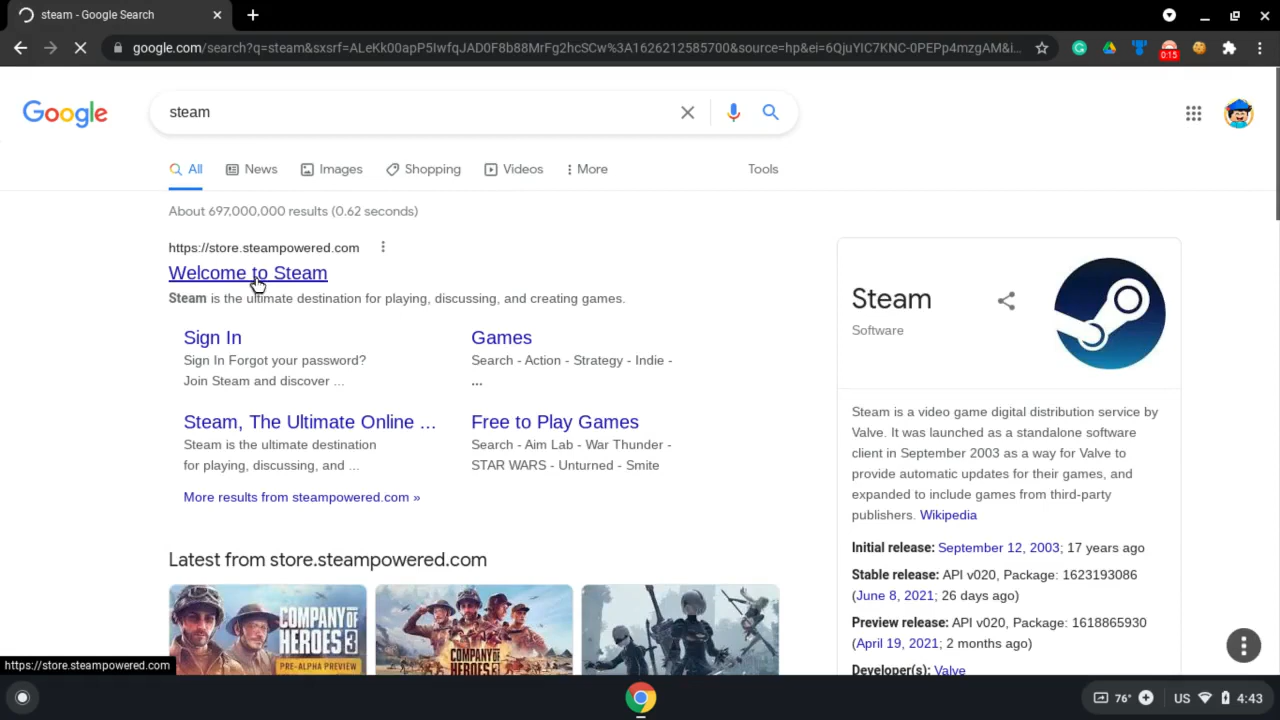 steam - Google Search
google.com/search?q=steam&sxsrf=ALeKk00apP5IwfqJAD0F8b88MrFg2hcSCw%3A1626212585700&source=hp&ei=6QjuYIC7KNC-0PEPp4mzgAM&i...
0:15
Google
steam
All
News
Images
Shopping
Videos
More
Tools
About 697,000,000 results (0.62 seconds)
https://store.steampowered.com
Welcome to Steam
Steam is the ultimate destination for playing, discussing, and creating games.
Sign In
Sign In Forgot your password?
Join Steam and discover ...
Games
Search - Action - Strategy - Indie -
...
Steam, The Ultimate Online ...
Steam is the ultimate destination
for playing, discussing, and ...
Free to Play Games
Search - Aim Lab - War Thunder -
STAR WARS - Unturned - Smite
More results from steampowered.com »
Latest from store.steampowered.com
COMPANY OF
HEROES 3
PRE-ALPHA PREVIEW
COMPANY OF
HEROES 3
Steam
Software
Steam is a video game digital distribution service by
Valve. It was launched as a standalone software
client in September 2003 as a way for Valve to
provide automatic updates for their games, and
expanded to include games from third-party
publishers. Wikipedia
Initial release: September 12, 2003; 17 years ago
Stable release: API v020, Package: 1623193086
(June 8, 2021; 26 days ago)
Preview release: API v020, Package: 1618865930
(April 19, 2021; 2 months ago)
Developer(s): Valve
https://store.steampowered.com
76°
US
4:43